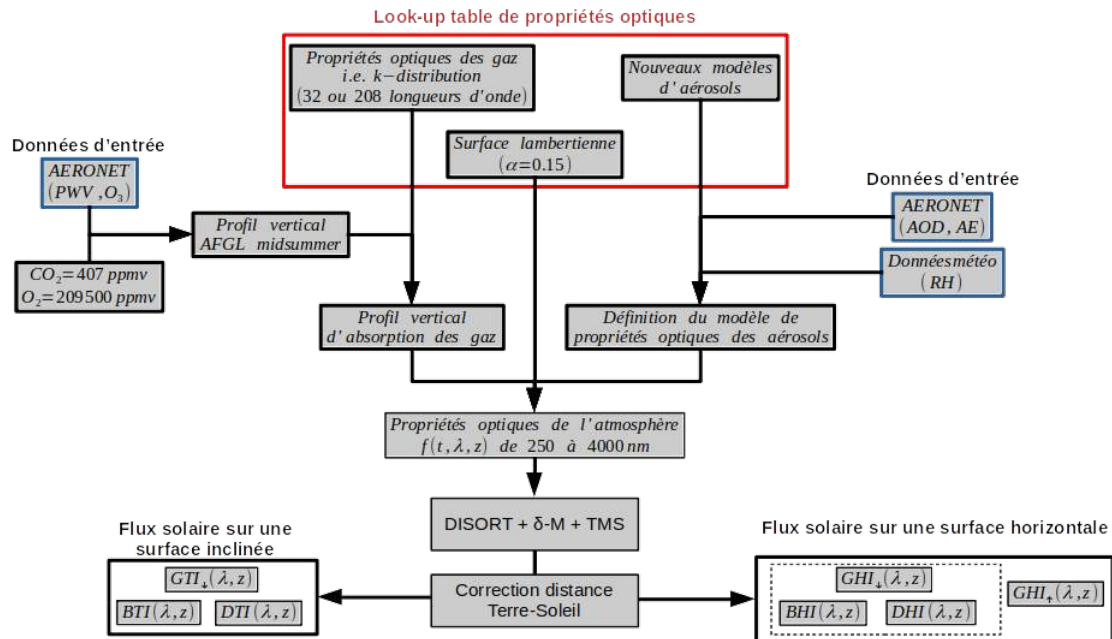 Look-up table de propriétés optiques
Propriétés optiques des gaz
i.e. k−distribution
(32 ou 208 longueurs d'onde)
Nouveaux modèles
d'aérosols
Surface lambertienne
(α=0.15)
Données d'entrée
AERONET
(PWV ,O₃)
Profil vertical
AFGL midsummer
CO₂=407 ppmv
O₂=209500 ppmv
Données d'entrée
AERONET
(AOD, AE)
Donnéesmétéo
(RH)
Profil vertical
d'absorption des gaz
Définition du modèle de
propriétés optiques des aérosols
Propriétés optiques de l'atmosphère
f(t,λ,z) de 250 à 4000nm
DISORT + δ-M + TMS
Correction distance
Terre-Soleil
Flux solaire sur une
surface inclinée
GTI↓(λ,z)
BTI(λ,z) DTI(λ,z)
Flux solaire sur une surface horizontale
GHI↓(λ,z)
BHI(λ,z) DHI(λ,z)
GHI↑(λ,z)